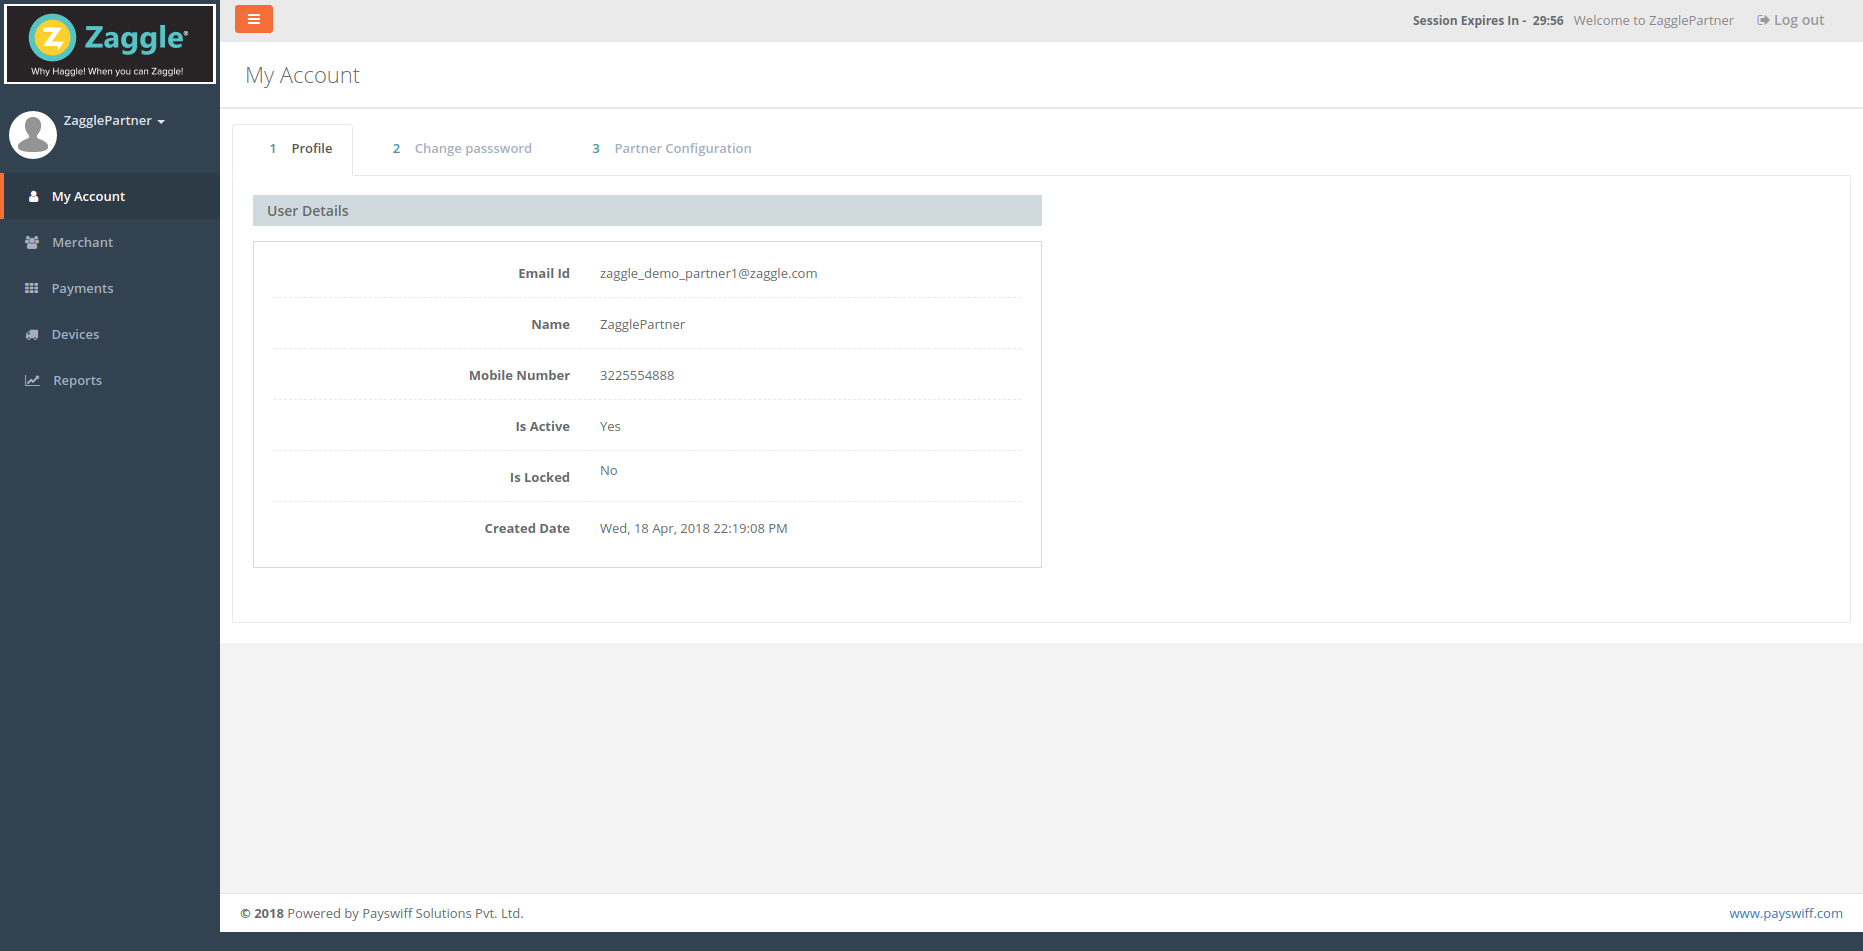 Zaggle®
Why Haggle! When you can Zaggle!
Session Expires In - 29:56 Welcome to ZagglePartner Log out
My Account
ZagglePartner
My Account
Merchant
Payments
Devices
Reports
1 Profile 2 Change passsword 3 Partner Configuration
User Details
Email Id zaggle_demo_partner1@zaggle.com
Name ZagglePartner
Mobile Number 3225554888
Is Active Yes
Is Locked No
Created Date Wed, 18 Apr, 2018 22:19:08 PM
© 2018 Powered by Payswiff Solutions Pvt. Ltd. www.payswiff.com